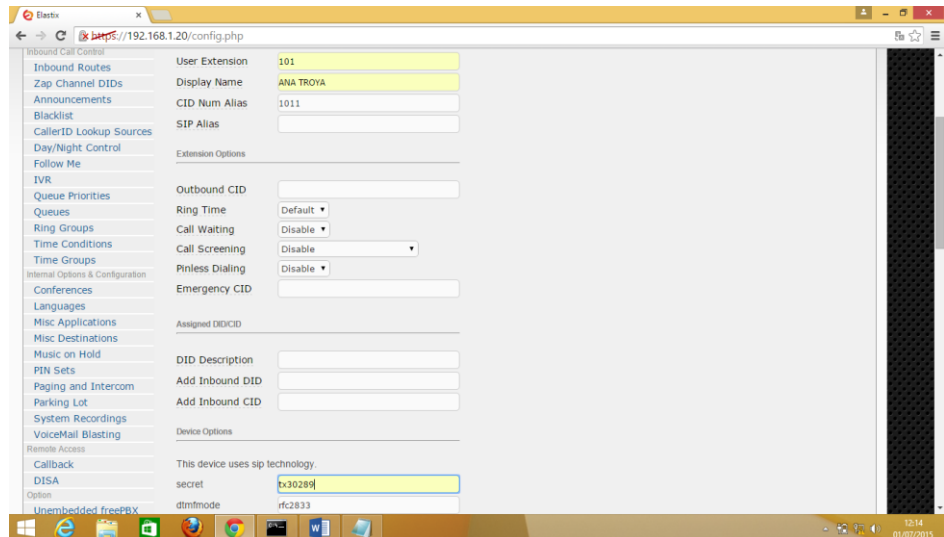 Elastix
https://192.168.1.20/config.php
Inbound Call Control
Inbound Routes
Zap Channel DIDs
Announcements
Blacklist
CallerID Lookup Sources
Day/Night Control
Follow Me
IVR
Queue Priorities
Queues
Ring Groups
Time Conditions
Time Groups
Internal Options & Configuration
Conferences
Languages
Misc Applications
Misc Destinations
Music on Hold
PIN Sets
Paging and Intercom
Parking Lot
System Recordings
VoiceMail Blasting
Remote Access
Callback
DISA
Option
Unembedded freePBX
User Extension 101
Display Name ANA TROYA
CID Num Alias 1011
SIP Alias
Extension Options
Outbound CID
Ring Time Default
Call Waiting Disable
Call Screening Disable
Pinless Dialing Disable
Emergency CID
Assigned DID/CID
DID Description
Add Inbound DID
Add Inbound CID
Device Options
This device uses sip technology.
secret tx30289
dtmfmode rfc2833
12:14
01/07/2015